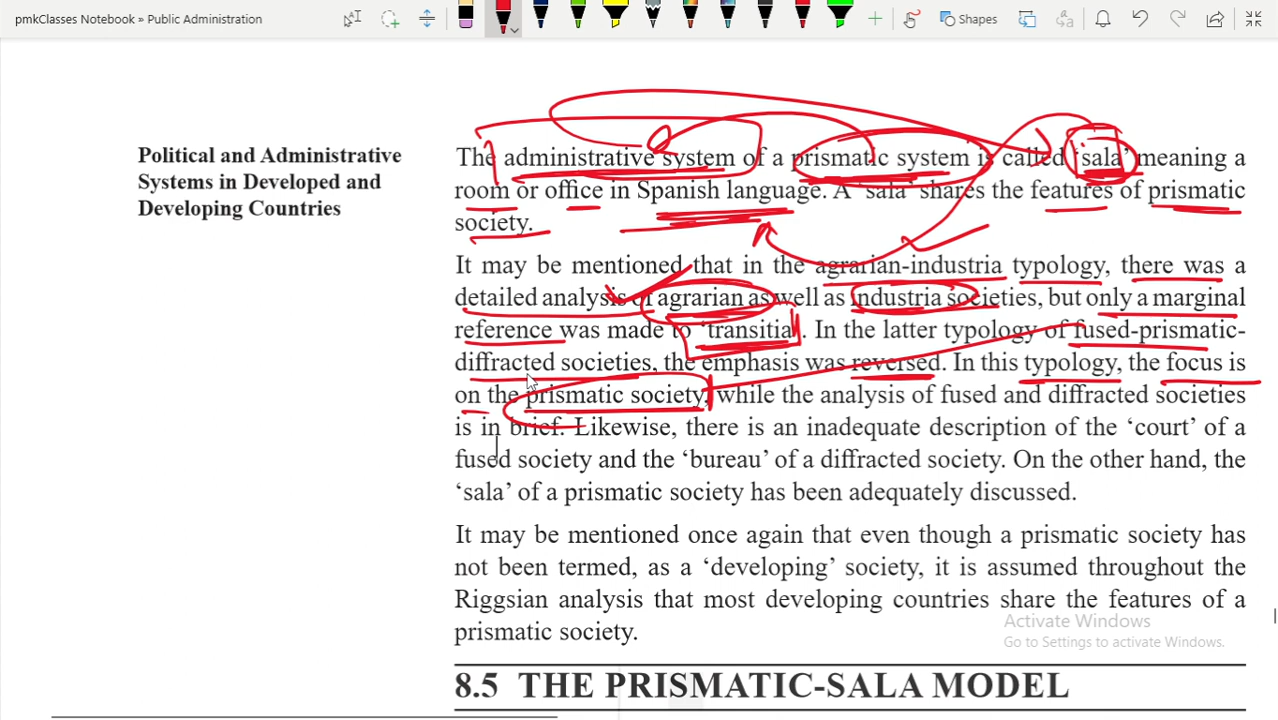 pmkClasses Notebook » Public Administration
Shapes
Political and Administrative
Systems in Developed and
Developing Countries
The administrative system of a prismatic system is called 'sala' meaning a
room or office in Spanish language. A 'sala' shares the features of prismatic
society.
It may be mentioned that in the agrarian-industria typology, there was a
detailed analysis of agrarian as well as industria societies, but only a marginal
reference was made to 'transitia'. In the latter typology of fused-prismatic-
diffracted societies, the emphasis was reversed. In this typology, the focus is
on the prismatic society, while the analysis of fused and diffracted societies
is in brief. Likewise, there is an inadequate description of the 'court' of a
fused society and the 'bureau' of a diffracted society. On the other hand, the
'sala' of a prismatic society has been adequately discussed.
It may be mentioned once again that even though a prismatic society has
not been termed, as a 'developing' society, it is assumed throughout the
Riggsian analysis that most developing countries share the features of a
prismatic society.
Activate Windows
Go to Settings to activate Windows.
8.5 THE PRISMATIC-SALA MODEL